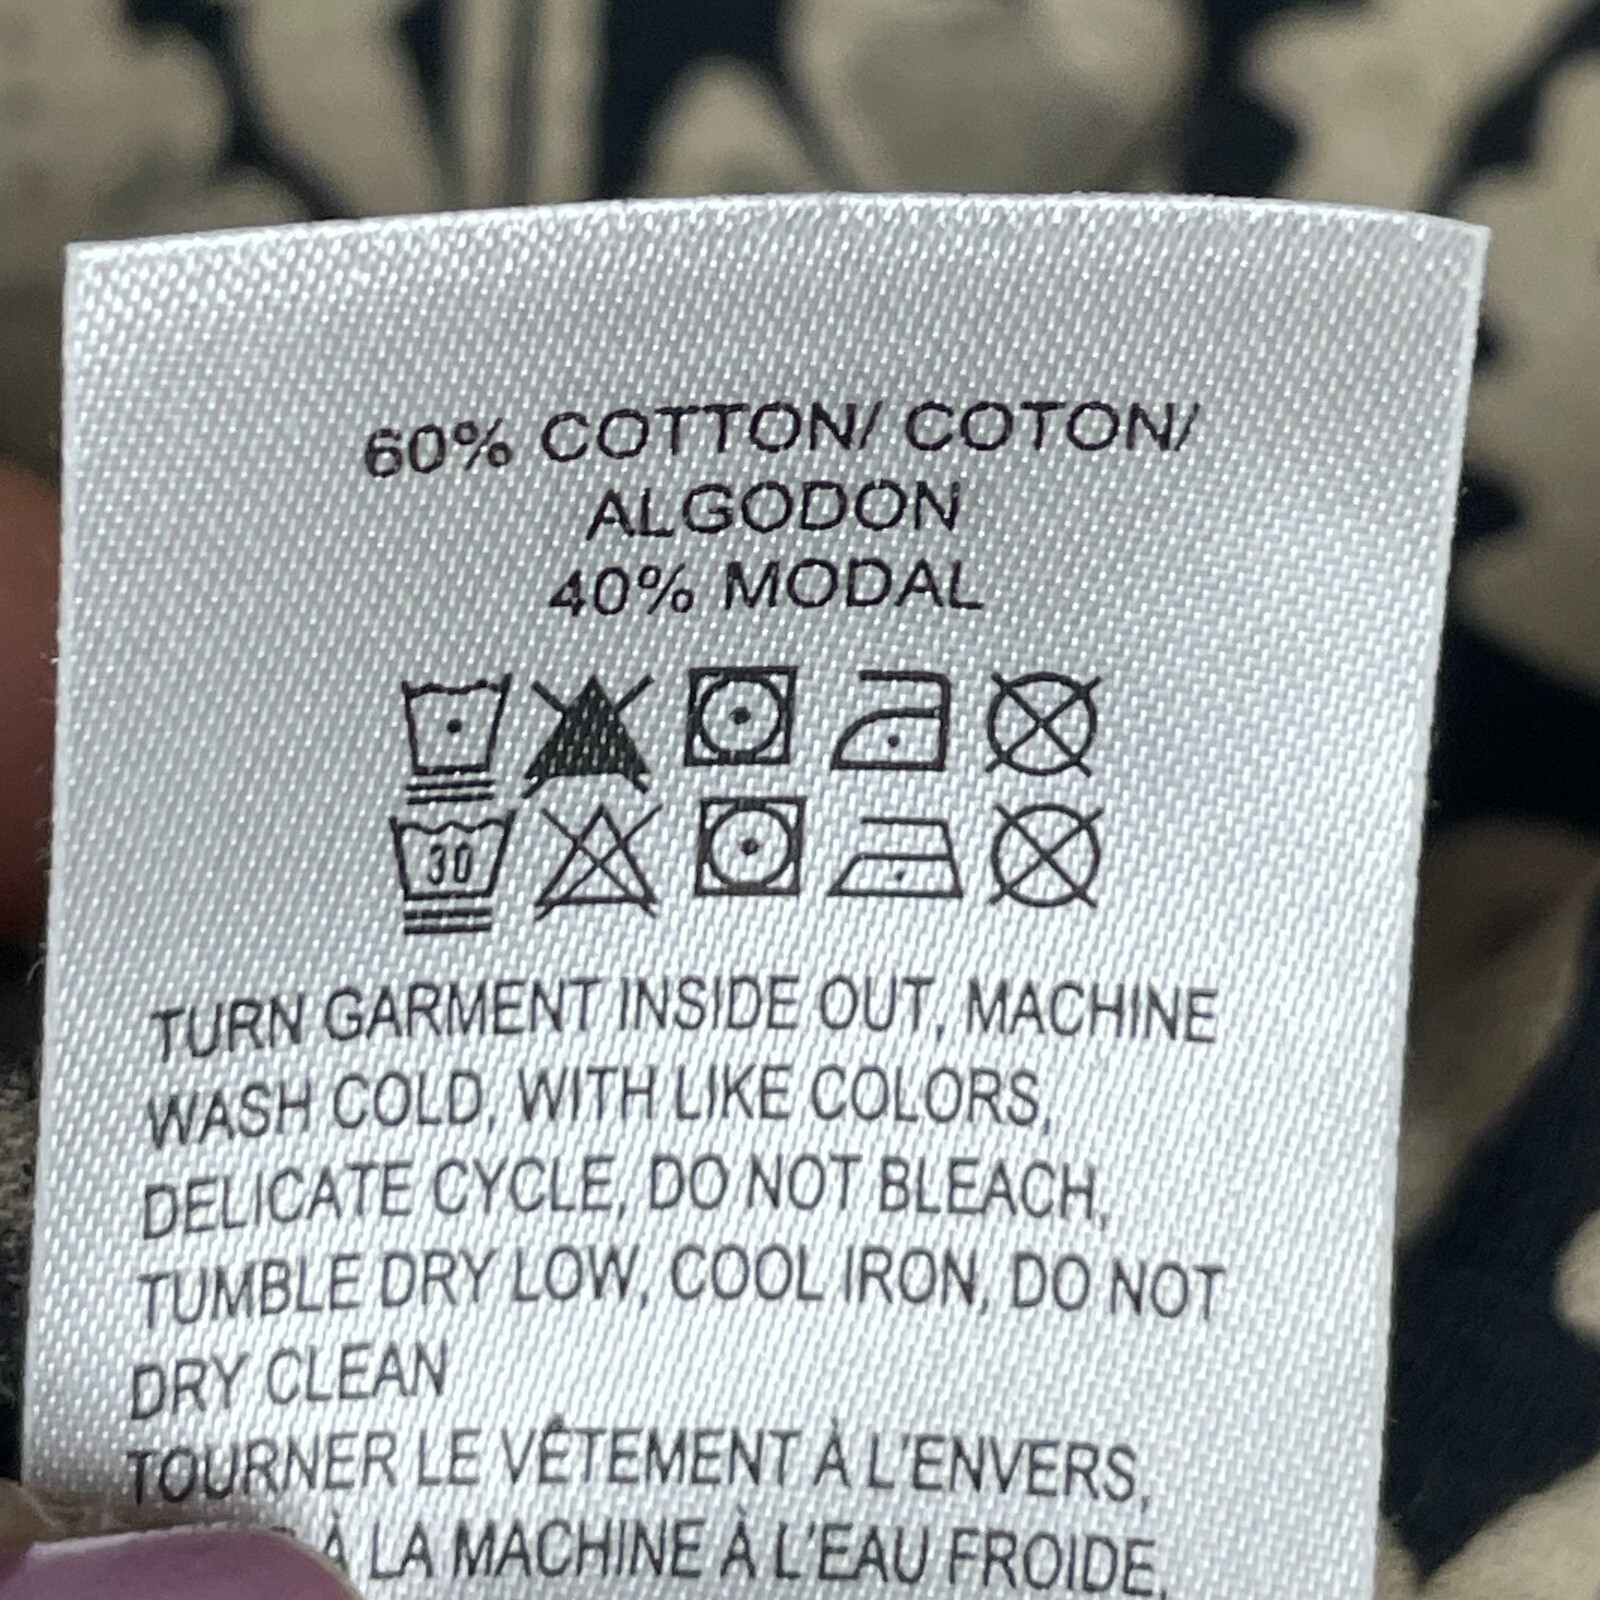 60% COTTON/ COTON/
ALGODON
40% MODAL
30
TURN GARMENT INSIDE OUT, MACHINE
WASH COLD, WITH LIKE COLORS,
DELICATE CYCLE, DO NOT BLEACH,
TUMBLE DRY LOW, COOL IRON, DO NOT
DRY CLEAN
TOURNER LE VÊTEMENT À L'ENVERS,
À LA MACHINE À L'EAU FROIDE,